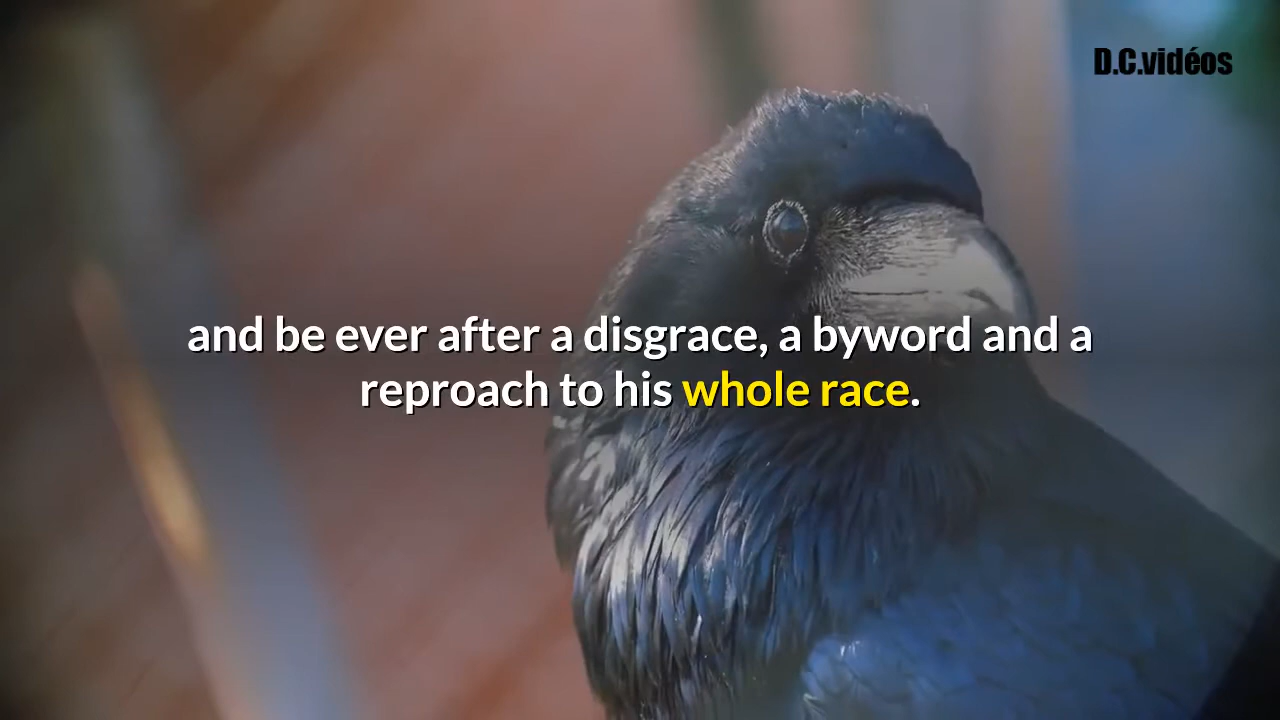 D.C.vidéos
and be ever after a disgrace, a byword and a
reproach to his whole race.